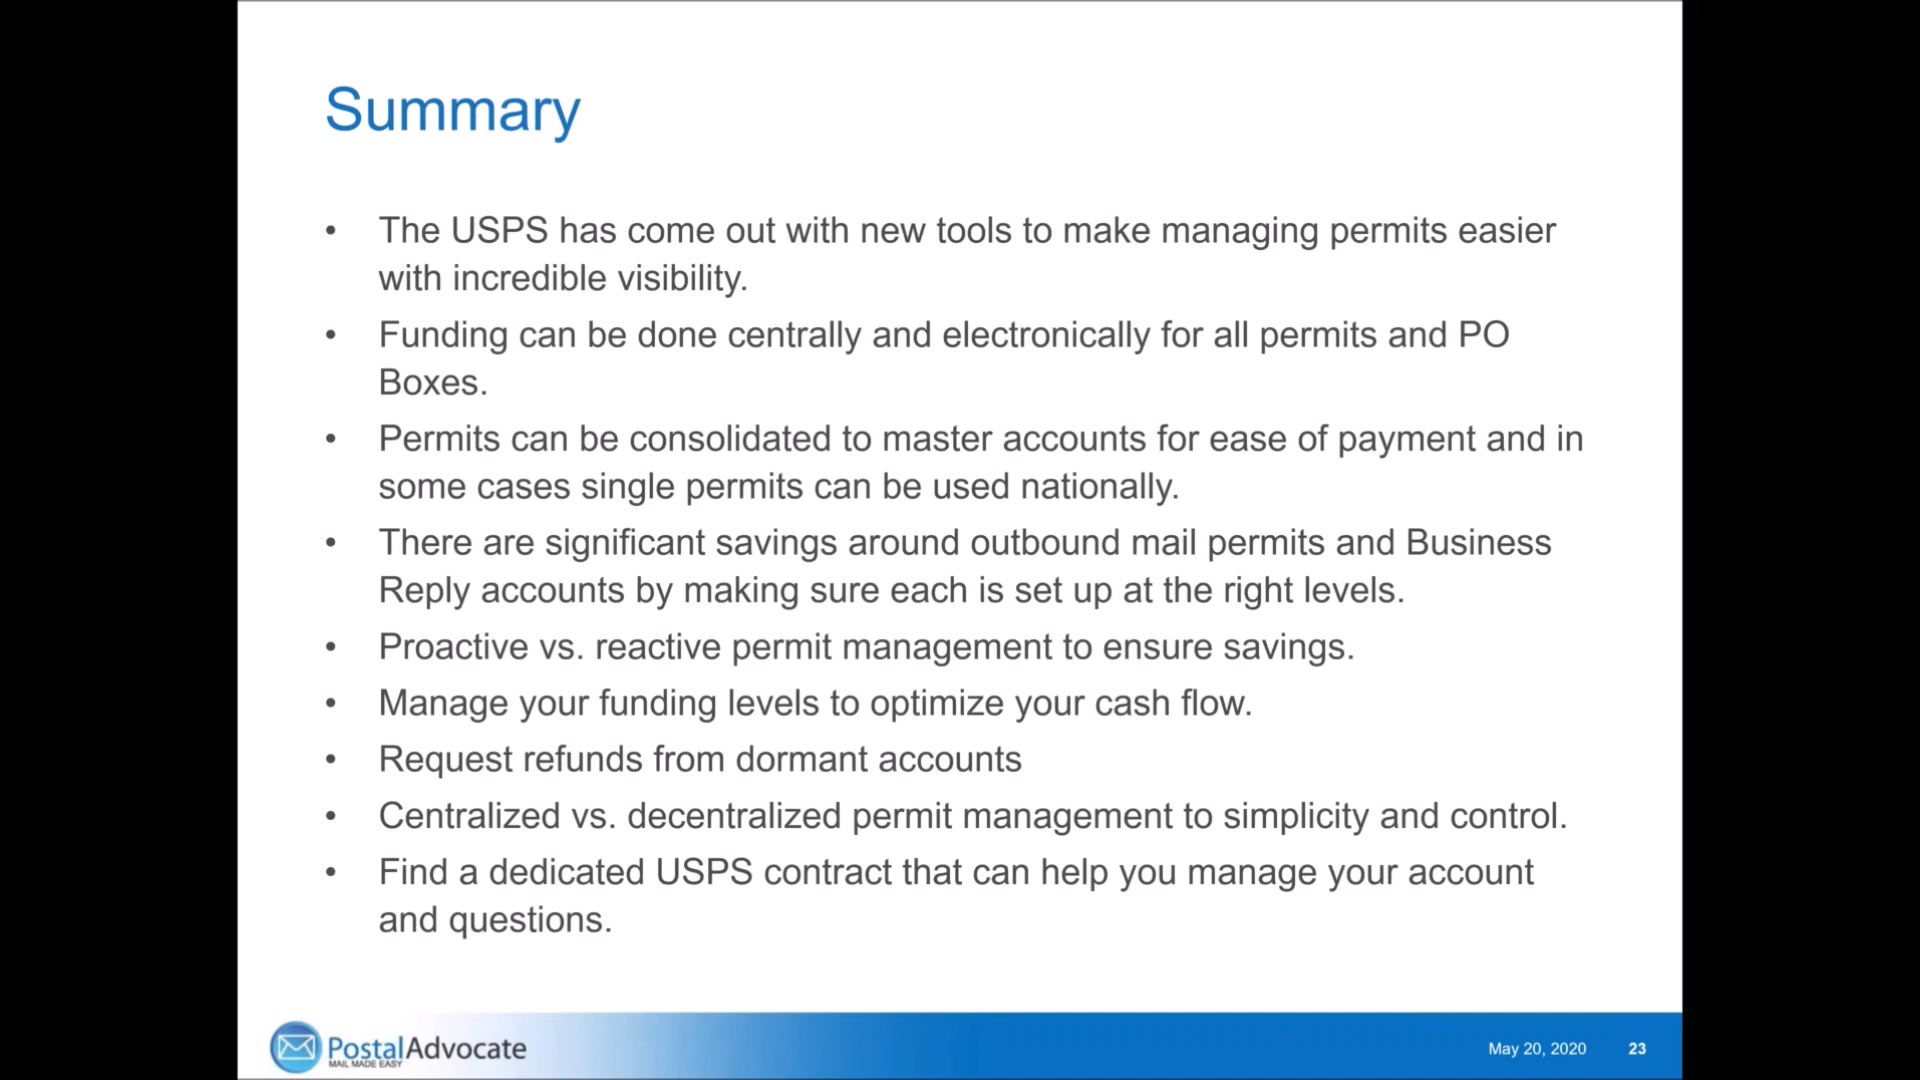 Summary
• The USPS has come out with new tools to make managing permits easier
with incredible visibility.
• Funding can be done centrally and electronically for all permits and PO
Boxes.
• Permits can be consolidated to master accounts for ease of payment and in
some cases single permits can be used nationally.
• There are significant savings around outbound mail permits and Business
Reply accounts by making sure each is set up at the right levels.
• Proactive vs. reactive permit management to ensure savings.
• Manage your funding levels to optimize your cash flow.
• Request refunds from dormant accounts
• Centralized vs. decentralized permit management to simplicity and control.
• Find a dedicated USPS contract that can help you manage your account
and questions.
PostalAdvocate
MAIL MADE EASY
May 20, 2020 23